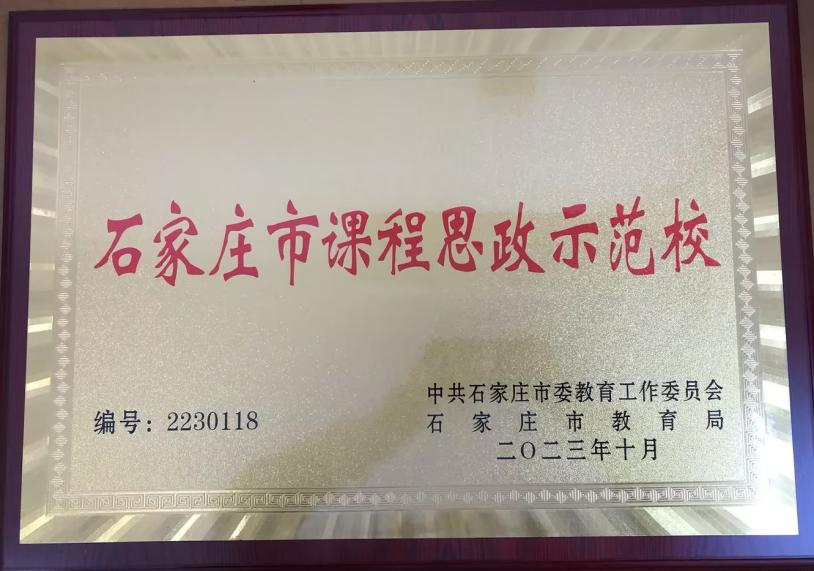 石家庄市课程思政示范校
编号：2230118
中共石家庄市委教育工作委员会
石家庄市教育局
二〇二三年十月